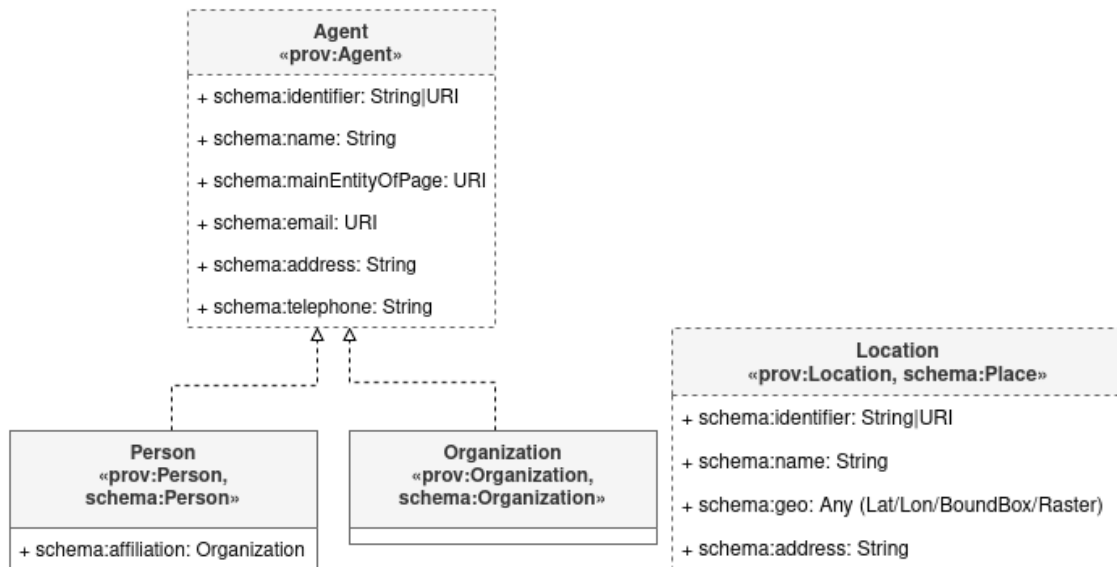 Agent
«prov:Agent»
+ schema:identifier: String|URI
+ schema:name: String
+ schema:mainEntityOfPage: URI
+ schema:email: URI
+ schema:address: String
+ schema:telephone: String
Person
«prov:Person,
schema:Person»
+ schema:affiliation: Organization
Organization
«prov:Organization,
schema:Organization»
Location
«prov:Location, schema:Place»
+ schema:identifier: String|URI
+ schema:name: String
+ schema:geo: Any (Lat/Lon/BoundBox/Raster)
+ schema:address: String